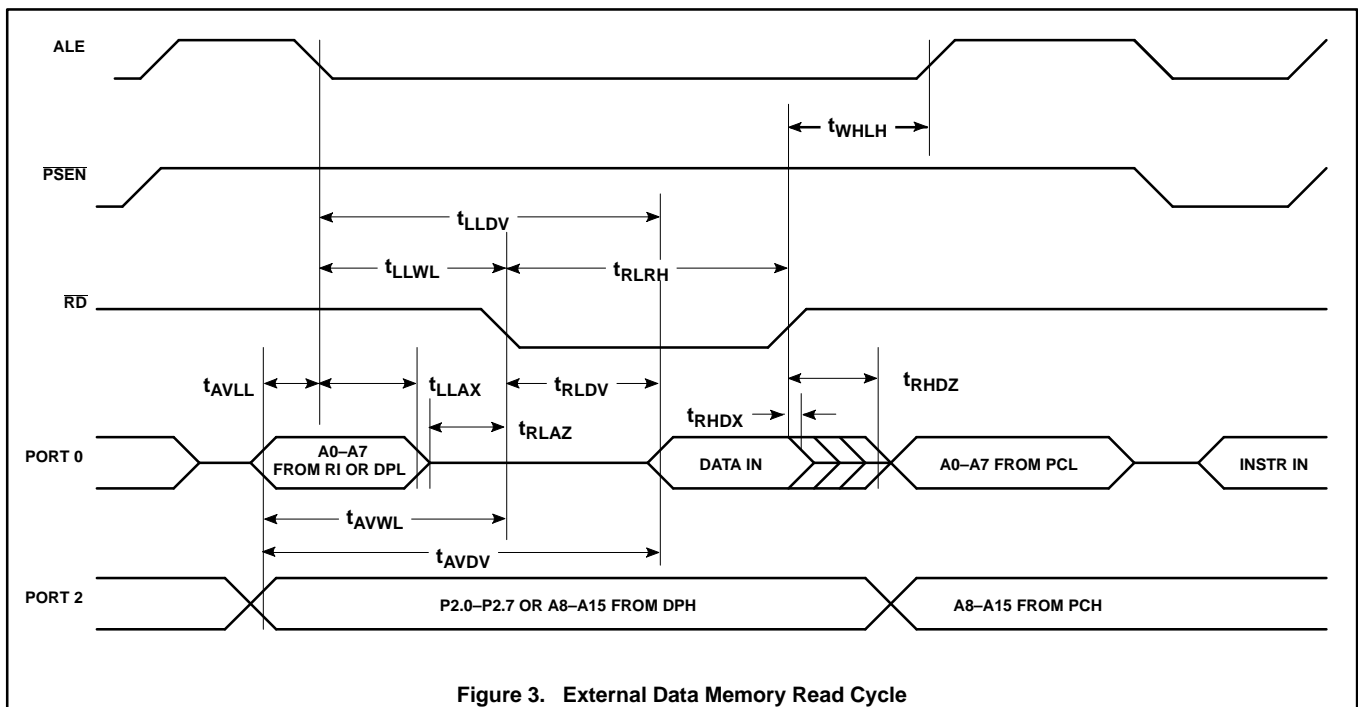 ALE
tWHLH
PSEN
tLLDV
tLLWL
tRLRH
RD
tAVLL
tLLAX
tRLDV
tRHDZ
tRHDX
tRLAZ
PORT 0
A0–A7
FROM RI OR DPL
DATA IN
A0–A7 FROM PCL
INSTR IN
tAVWL
tAVDV
PORT 2
P2.0–P2.7 OR A8–A15 FROM DPH
A8–A15 FROM PCH
Figure 3. External Data Memory Read Cycle